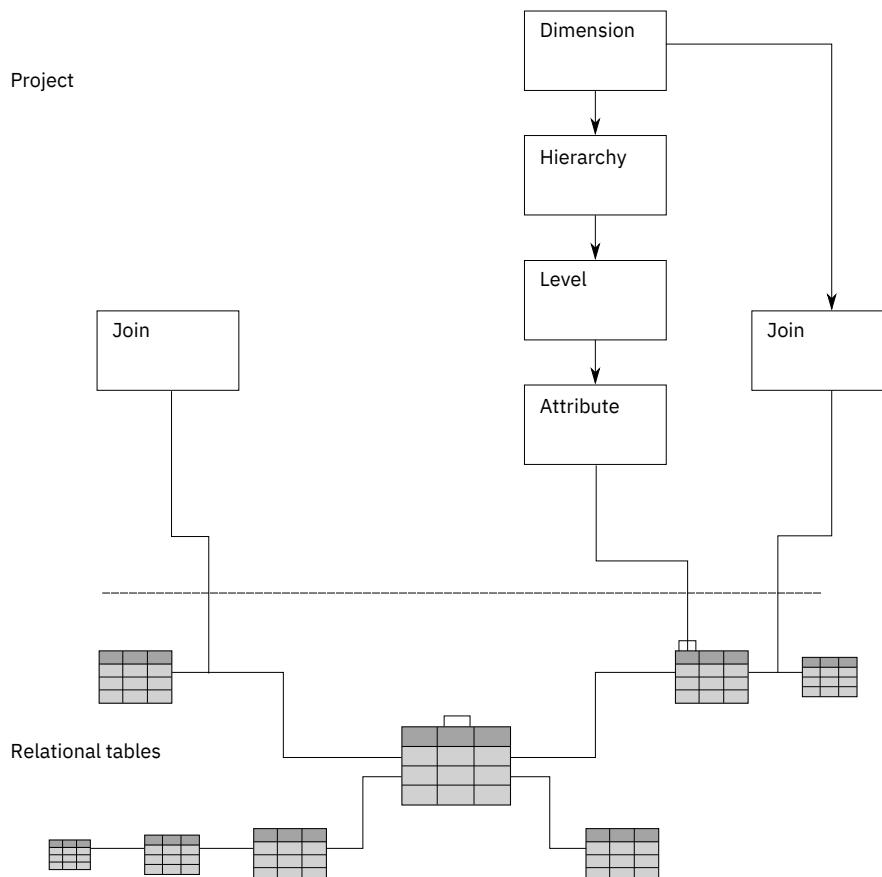 Dimension
Project
Hierarchy
Level
Join
Join
Attribute
Relational tables